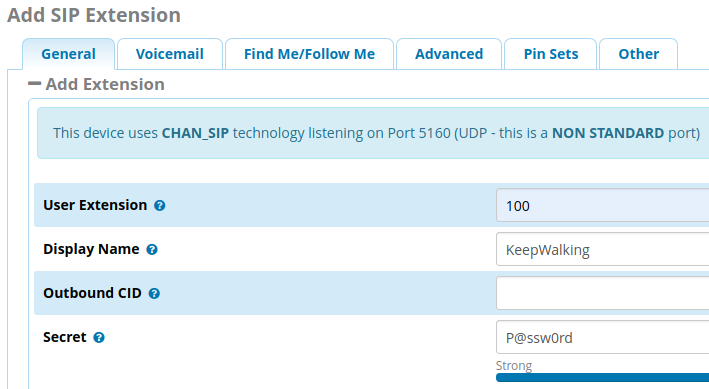 Add SIP Extension
General Voicemail Find Me/Follow Me Advanced Pin Sets Other
Add Extension
This device uses CHAN_SIP technology listening on Port 5160 (UDP - this is a NON STANDARD port)
User Extension ? 100
Display Name ? KeepWalking
Outbound CID ?
Secret ? P@ssw0rd
Strong